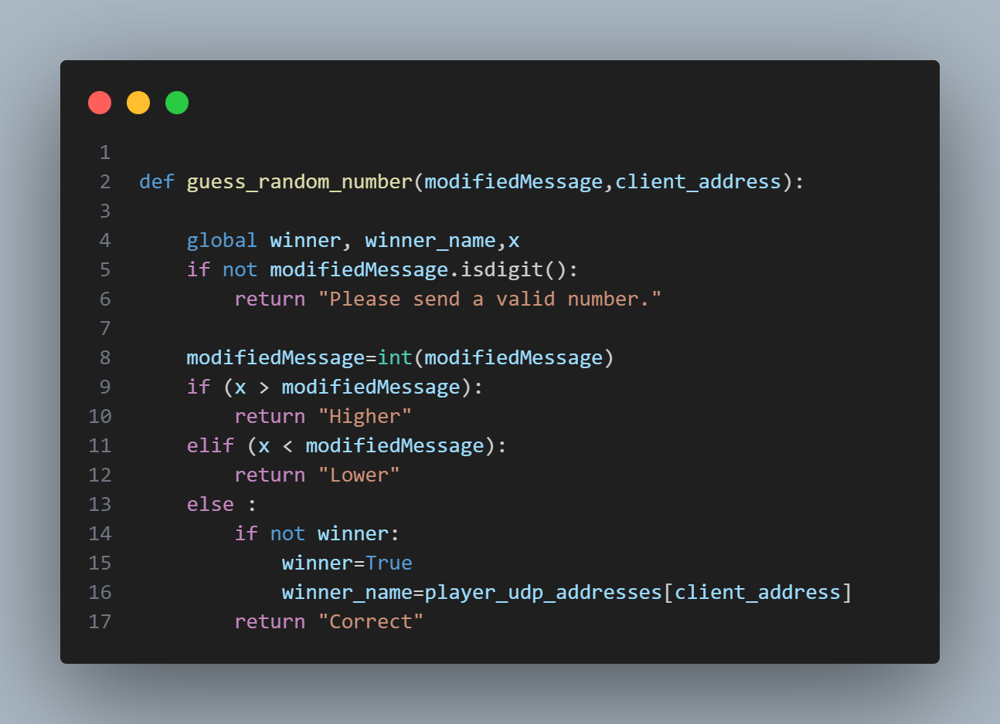 1
2 def guess_random_number(modifiedMessage,client_address):
3
4     global winner, winner_name,x
5     if not modifiedMessage.isdigit():
6         return "Please send a valid number."
7
8     modifiedMessage=int(modifiedMessage)
9     if (x > modifiedMessage):
10         return "Higher"
11     elif (x < modifiedMessage):
12         return "Lower"
13     else :
14         if not winner:
15             winner=True
16             winner_name=player_udp_addresses[client_address]
17         return "Correct"